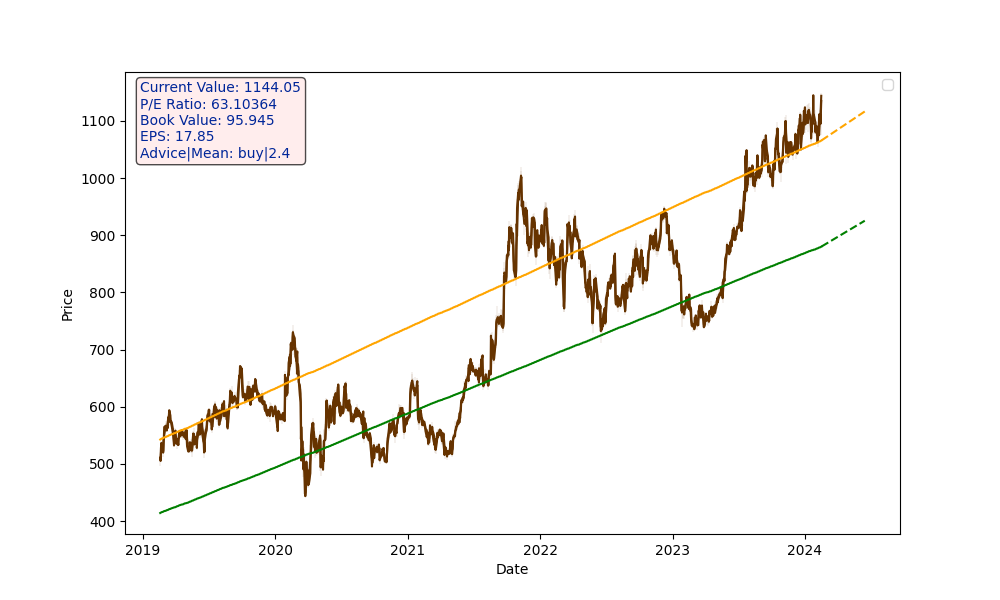 Current Value: 1144.05
P/E Ratio: 63.10364
Book Value: 95.945
EPS: 17.85
Advice|Mean: buy|2.4
1100
1000
900
800
700
600
500
400
Price
2019 2020 2021 2022 2023 2024
Date